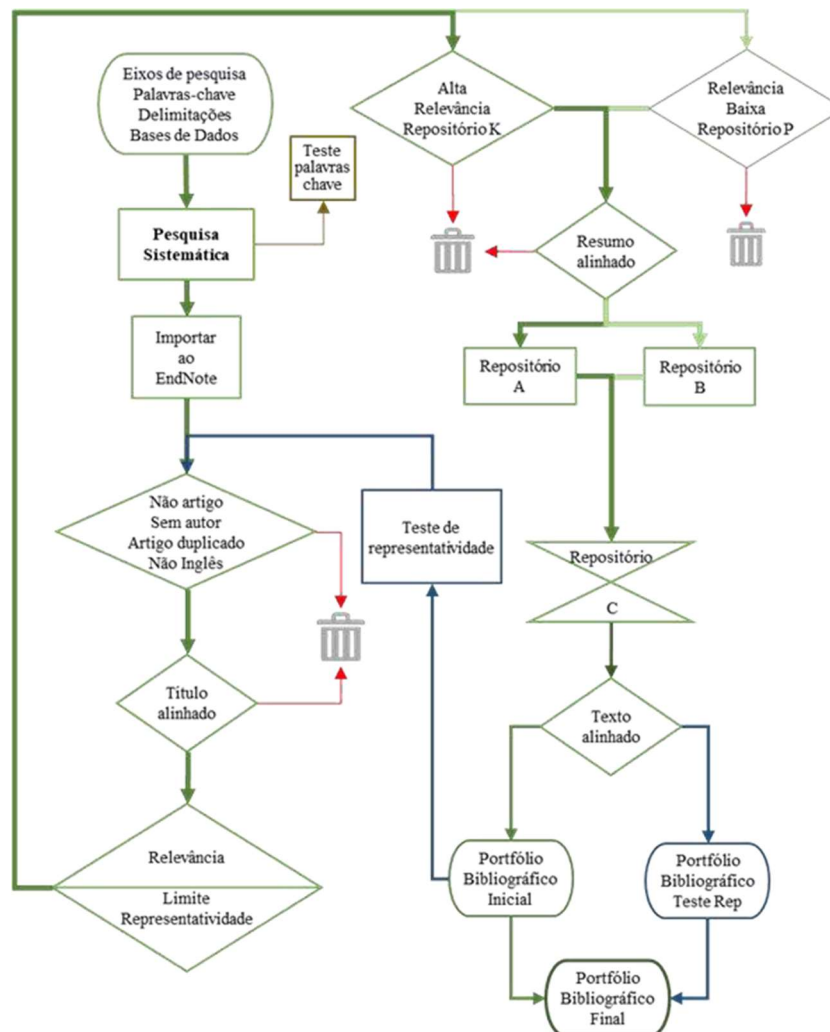 Eixos de pesquisa
Palavras-chave
Delimitações
Bases de Dados
Teste
palavras
chave
Pesquisa
Sistemática
Importar
ao
EndNote
Não artigo
Sem autor
Artigo duplicado
Não Inglês
Título
alinhado
Relevância
Limite
Representatividade
Alta
Relevância
Repositório K
Relevância
Baixa
Repositório P
Resumo
alinhado
Repositório
A
Repositório
B
Teste de
representatividade
Repositório
C
Texto
alinhado
Portfólio
Bibliográfico
Inicial
Portfólio
Bibliográfico
Teste Rep
Portfólio
Bibliográfico
Final